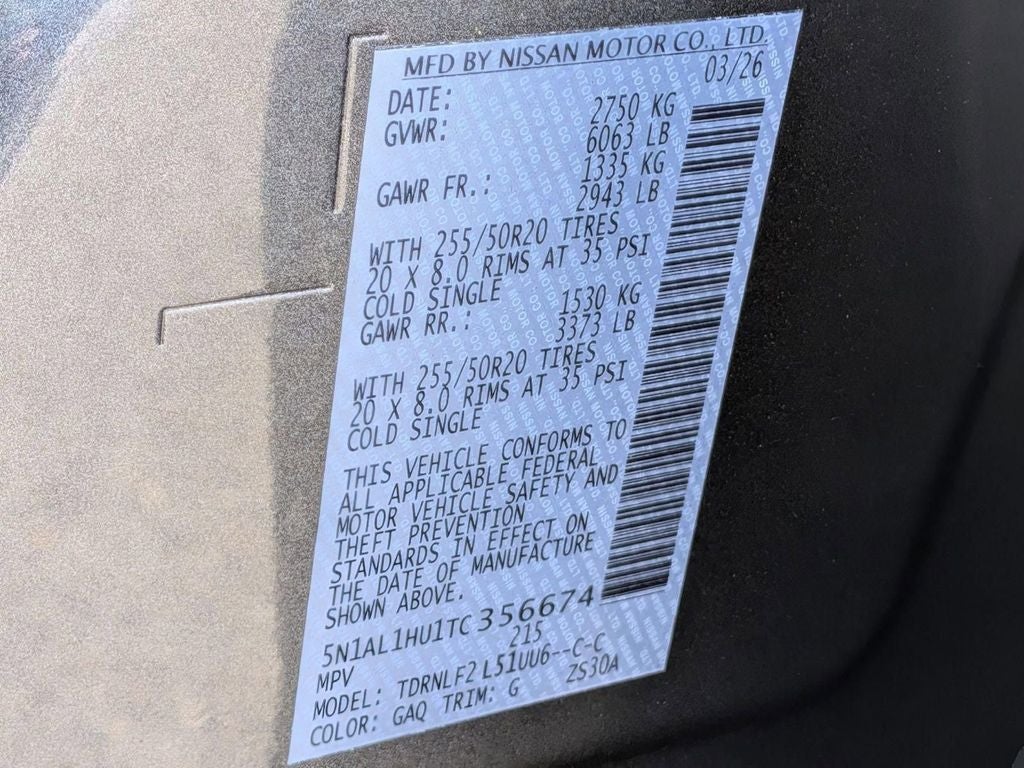 MFD BY NISSAN MOTOR CO., LTD.
DATE: 03/26
GVWR: 2750 KG
6063 LB
GAWR FR.: 1335 KG
2943 LB
WITH 255/50R20 TIRES
20 X 8.0 RIMS AT 35 PSI
COLD SINGLE
GAWR RR.: 1530 KG
3373 LB
WITH 255/50R20 TIRES
20 X 8.0 RIMS AT 35 PSI
COLD SINGLE
THIS VEHICLE CONFORMS TO
ALL APPLICABLE FEDERAL
MOTOR VEHICLE SAFETY AND
THEFT PREVENTION
STANDARDS IN EFFECT ON
THE DATE OF MANUFACTURE
SHOWN ABOVE.
5N1AL1HU1TC356674
MPV 215
MODEL: TDRNLF2 L51UU6--C-C
COLOR: GAQ TRIM: G ZS30A